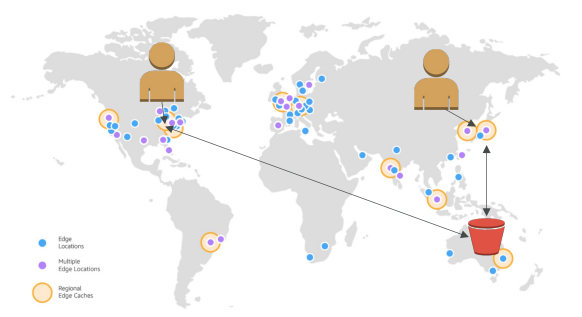 Edge
Locations
Multiple
Edge Locations
Regional
Edge Caches